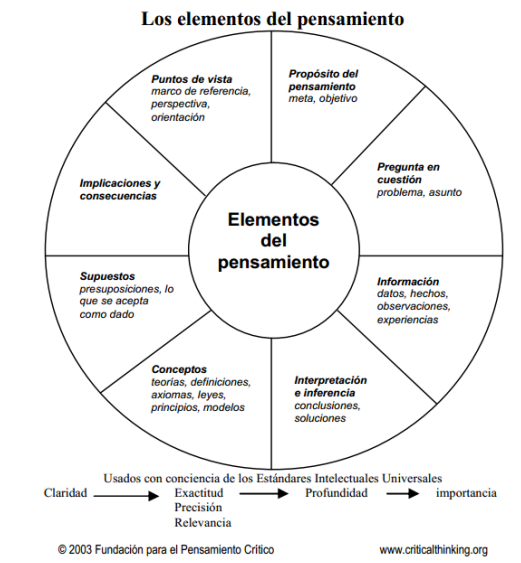 Los elementos del pensamiento
Puntos de vista
marco de referencia,
perspectiva,
orientación
Propósito del
pensamiento
meta, objetivo
Pregunta en
cuestión
problema, asunto
Información
datos, hechos,
observaciones,
experiencias
Interpretación
e inferencia
conclusiones,
soluciones
Conceptos
teorías, definiciones,
axiomas, leyes,
principios, modelos
Supuestos
presuposiciones, lo
que se acepta
como dado
Implicaciones y
consecuencias
Elementos
del
pensamiento
Usados con conciencia de los Estándares Intelectuales Universales
Claridad Exactitud Profundidad importancia
Precisión
Relevancia
© 2003 Fundación para el Pensamiento Crítico www.criticalthinking.org